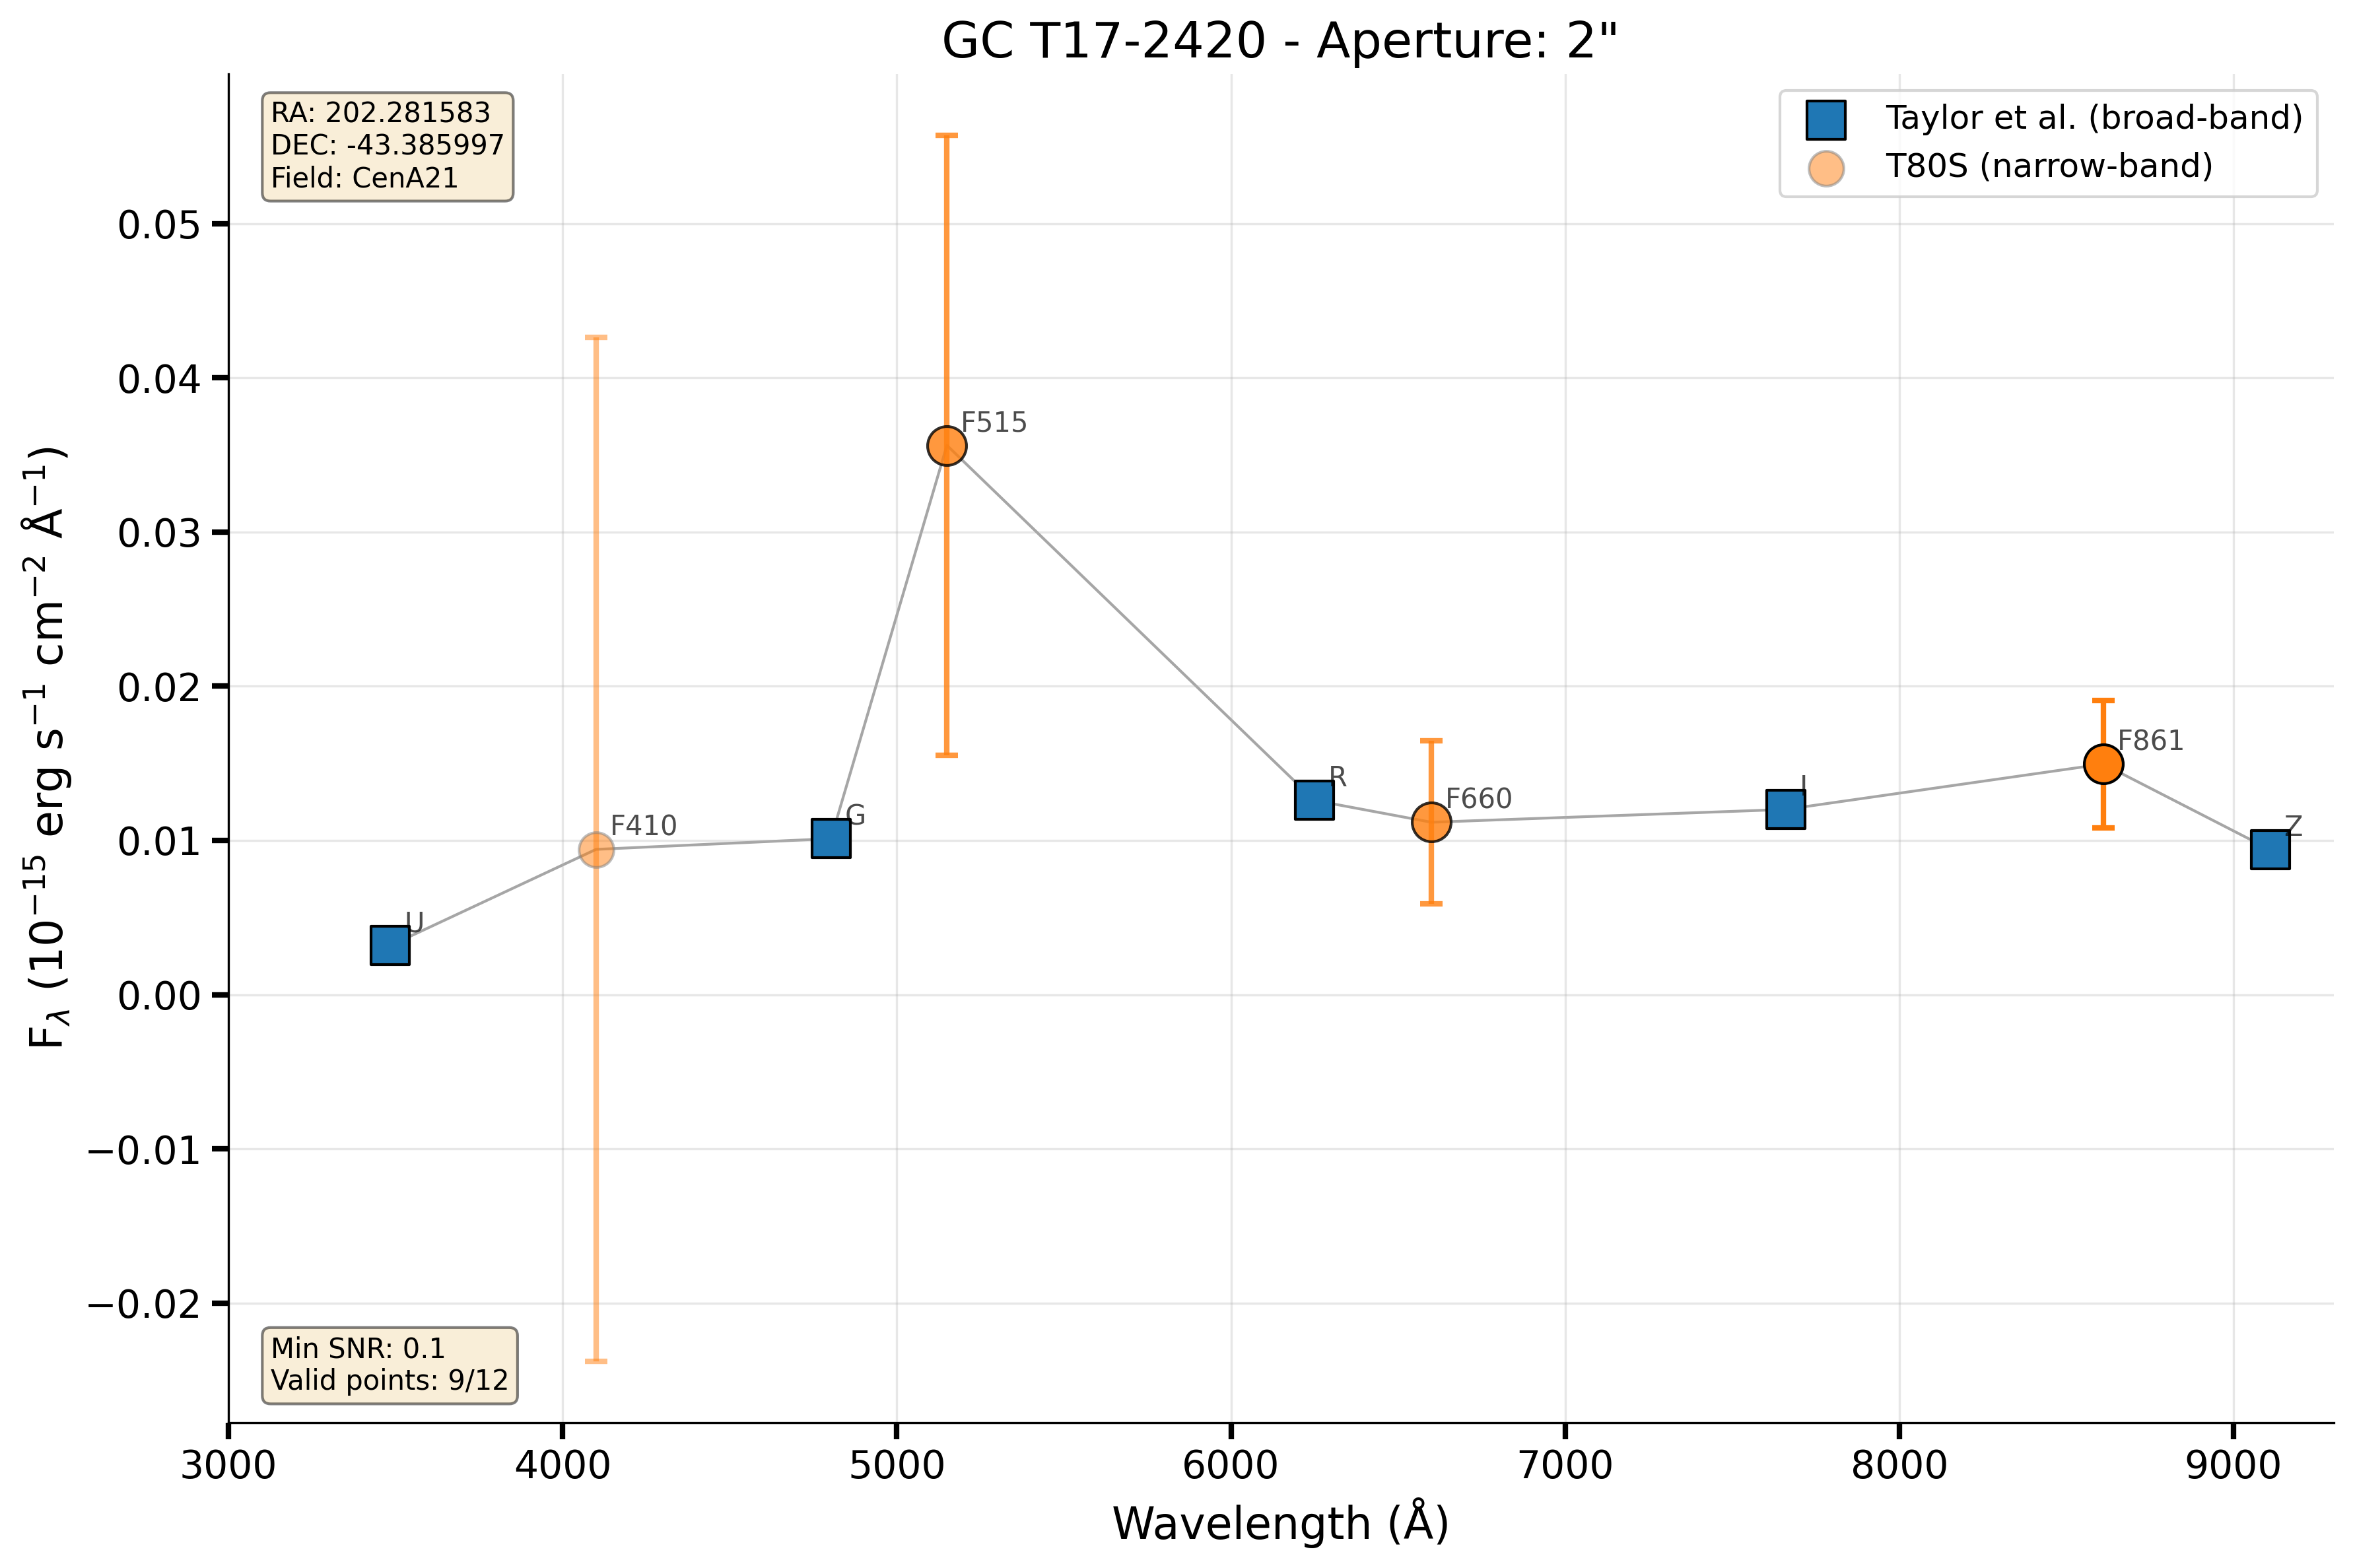 GC T17-2420 - Aperture: 2"
RA: 202.281583
DEC: -43.385997
Field: CenA21
Taylor et al. (broad-band)
T80S (narrow-band)
F_λ (10⁻¹⁵ erg s⁻¹ cm⁻² Å⁻¹)
0.05
0.04
0.03
0.02
0.01
0.00
−0.01
−0.02
U
F410
G
F515
R
F660
I
F861
Z
Min SNR: 0.1
Valid points: 9/12
3000 4000 5000 6000 7000 8000 9000
Wavelength (Å)